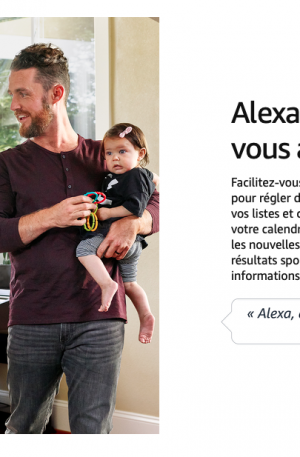 Alexa
vous a
Facilitez-vous
pour régler d
vos listes et d
votre calendr
les nouvelles
résultats spo
informations
« Alexa,